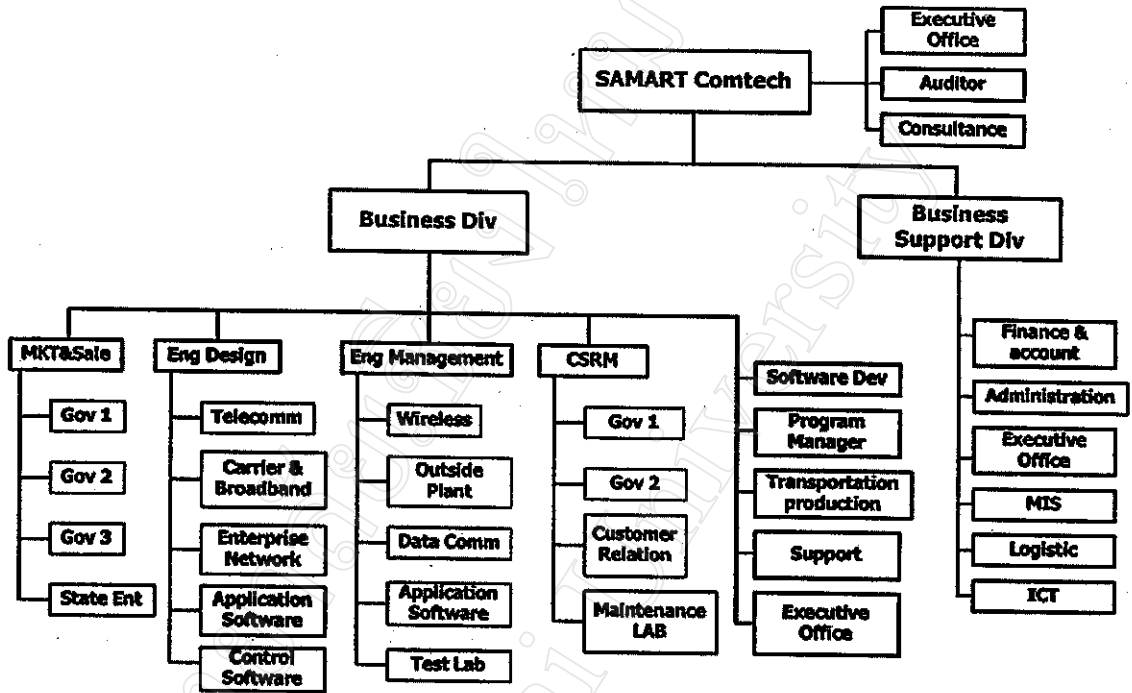 Executive
Office
SAMART Comtech
Auditor
Consultance
Business Div
Business
Support Div
MKT&Sale
Gov 1
Gov 2
Gov 3
State Ent
Eng Design
Telecomm
Carrier &
Broadband
Enterprise
Network
Application
Software
Control
Software
Eng Management
Wireless
Outside
Plant
Data Comm
Application
Software
Test Lab
CSRM
Gov 1
Gov 2
Customer
Relation
Maintenance
LAB
Software Dev
Program
Manager
Transportation
production
Support
Executive
Office
Finance &
account
Administration
Executive
Office
MIS
Logistic
ICT
University